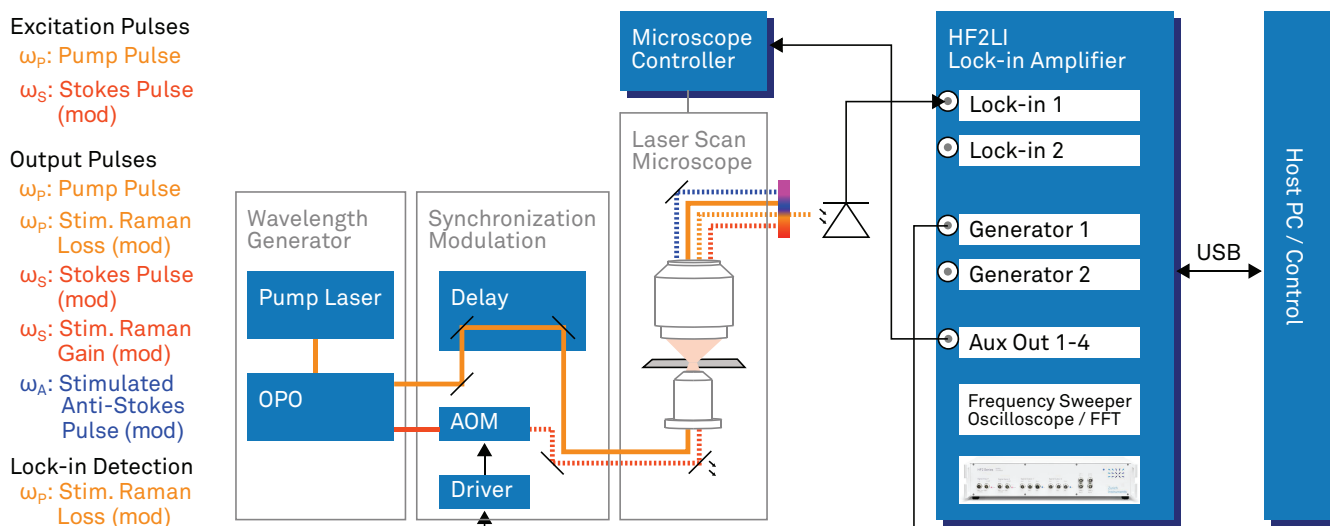 Excitation Pulses
ωP: Pump Pulse
ωS: Stokes Pulse
(mod)
Output Pulses
ωP: Pump Pulse
ωP: Stim. Raman
Loss (mod)
ωS: Stokes Pulse
(mod)
ωS: Stim. Raman
Gain (mod)
ωA: Stimulated
Anti-Stokes
Pulse (mod)
Lock-in Detection
ωP: Stim. Raman
Loss (mod)
Wavelength
Generator
Pump Laser
OPO
Synchronization
Modulation
Delay
AOM
Driver
Microscope
Controller
Laser Scan
Microscope
HF2LI
Lock-in Amplifier
Lock-in 1
Lock-in 2
Generator 1
Generator 2
Aux Out 1-4
Frequency Sweeper
Oscilloscope / FFT
USB
Host PC / Control